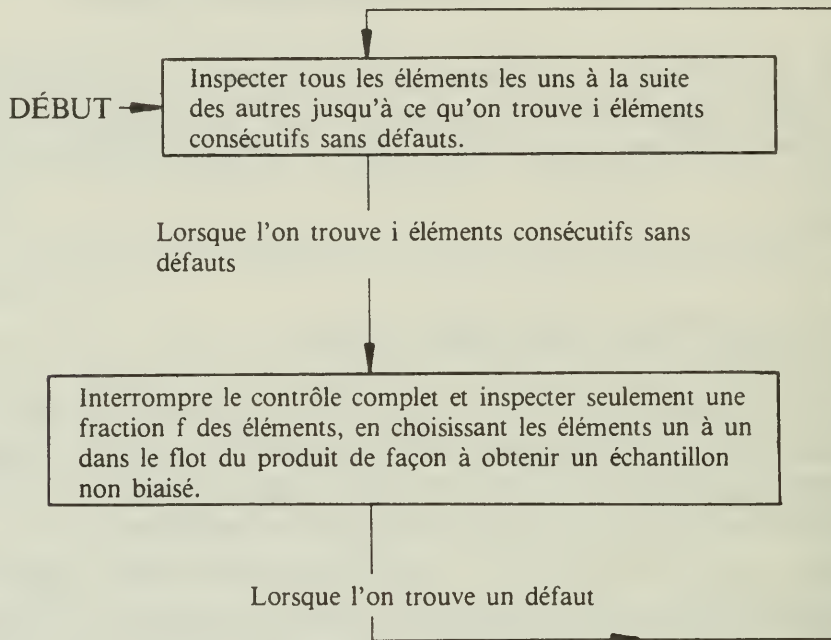 Inspecter tous les éléments les uns à la suite
DÉBUT des autres jusqu'à ce qu'on trouve i éléments
consécutifs sans défauts.
Lorsque l'on trouve i éléments consécutifs sans
défauts
Interrompre le contrôle complet et inspecter seulement une
fraction f des éléments, en choisissant les éléments un à un
dans le flot du produit de façon à obtenir un échantillon
non biaisé.
Lorsque l'on trouve un défaut